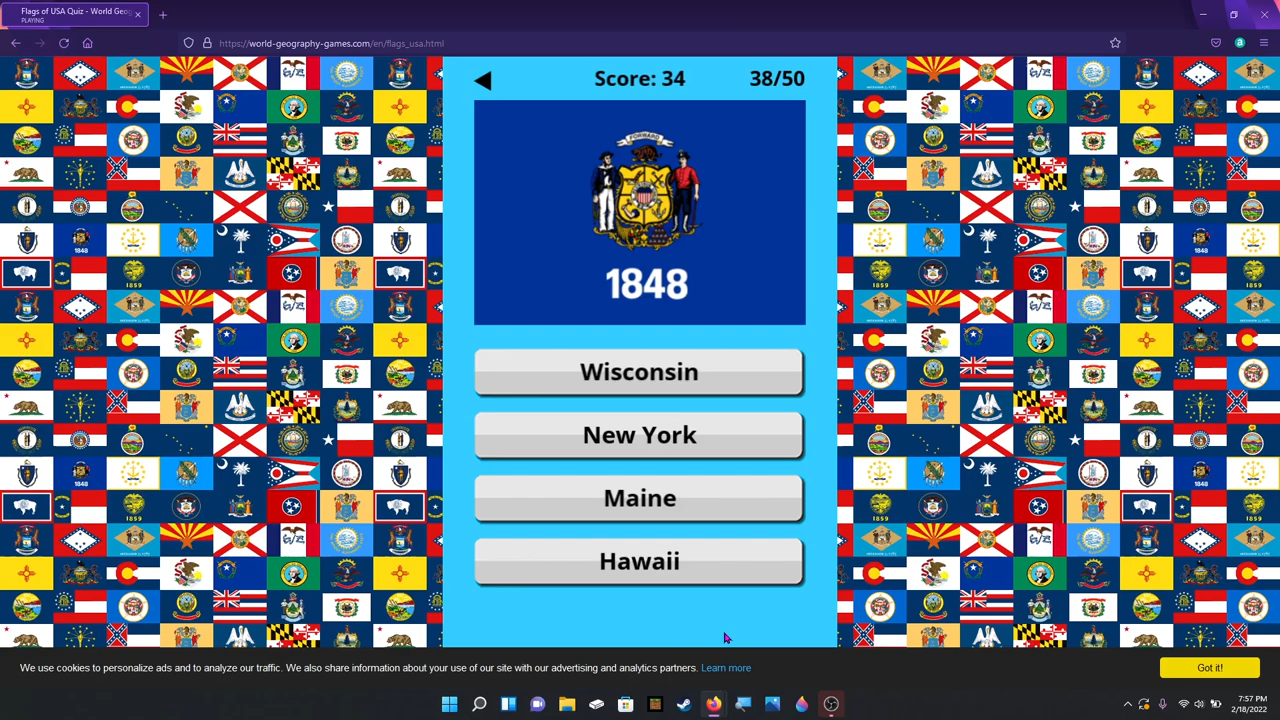 Flags of USA Quiz - World Geog
PLAYING
https://world-geography-games.com/en/flags_usa.html
Score: 34
38/50
FORWARD
1848
Wisconsin
New York
Maine
Hawaii
We use cookies to personalize ads and to analyze our traffic. We also share information about your use of our site with our advertising and analytics partners. Learn more
Got it!
7:57 PM
2/18/2022